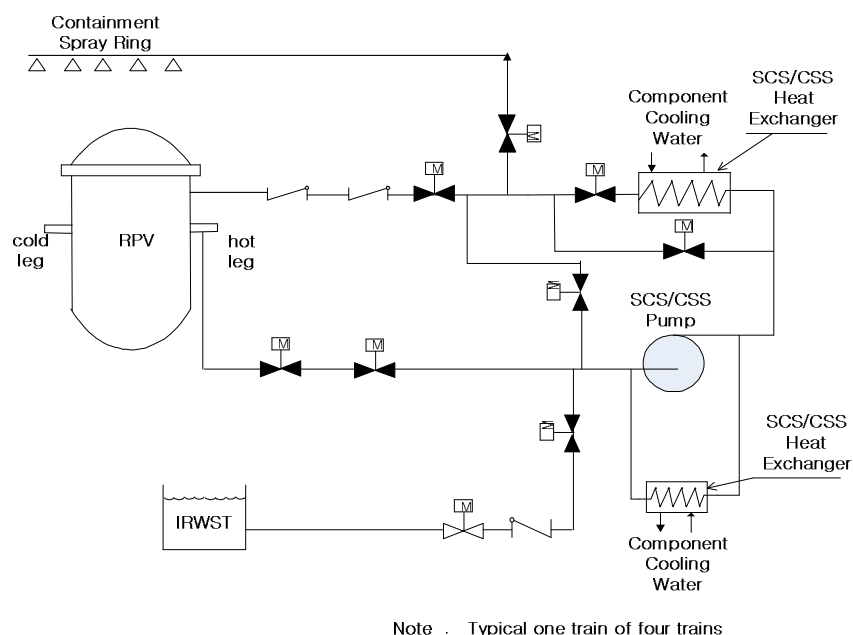 Containment
Spray Ring
SCS/CSS
Heat
Exchanger
Component
Cooling
Water
M
M
M
M
cold
leg
RPV
hot
leg
M
SCS/CSS
Pump
M
M
M
SCS/CSS
Heat
Exchanger
M
IRWST
M
Component
Cooling
Water
Note . Typical one train of four trains